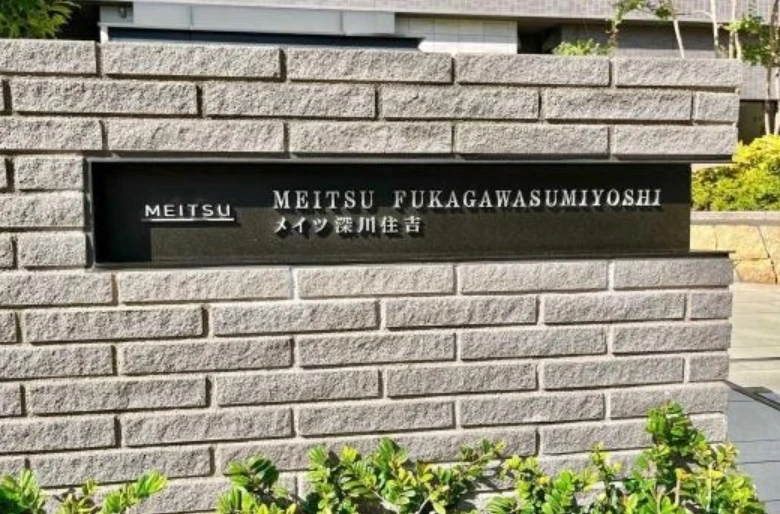 MEITSU
MEITSU FUKAGAWASUMIYOSHI
メイツ深川住吉